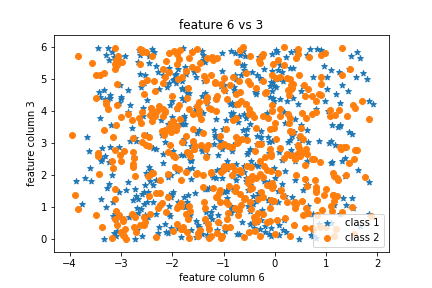 feature 6 vs 3
6
5
4
3
2
1
0
feature column 3
−4 −3 −2 −1 0 1 2
feature column 6
class 1
class 2